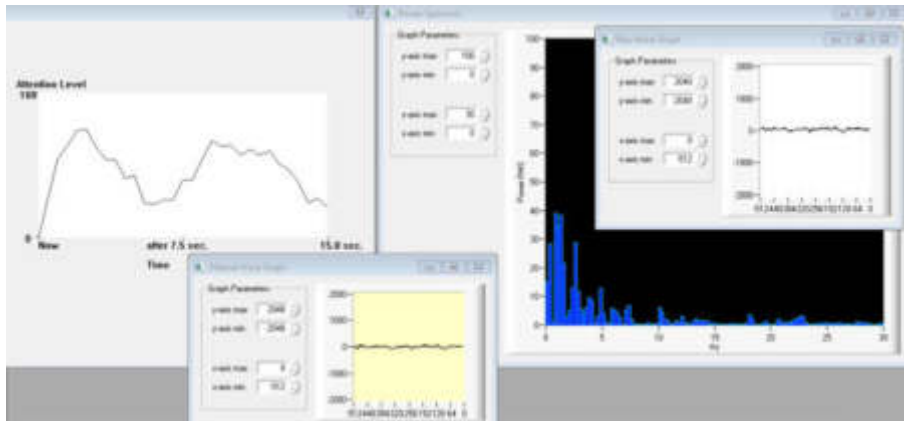 Attention Level
100
0
Now
after 7.5 sec.
15.0 sec.
Time
Power Spectrum
Graph Parameters
y-axis max
100
y-axis min
0
x-axis max
30
x-axis min
0
100
90
80
70
60
50
40
30
20
10
0
0
5
10
15
20
25
30
Hz
Graph Parameters
y-axis max
2048
y-axis min
x-axis max
0
x-axis min
512
2000
1000
0
-1000
-2000
Graph Parameters
y-axis max
2048
y-axis min
x-axis max
0
x-axis min
512
2000
1000
0
-1000
-2000